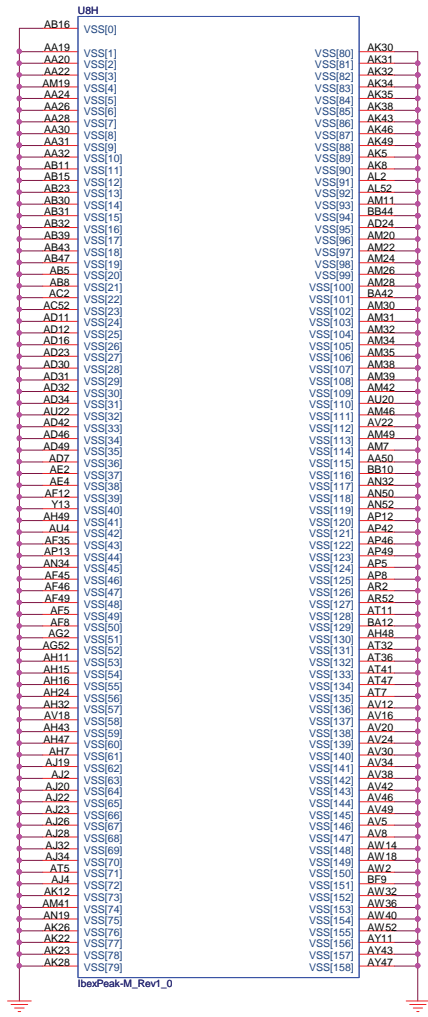 U8H
AB16 VSS[0]
AA19 VSS[1] VSS[80] AK30
AA20 VSS[2] VSS[81] AK31
AA22 VSS[3] VSS[82] AK32
AM19 VSS[4] VSS[83] AK34
AA24 VSS[5] VSS[84] AK35
AA26 VSS[6] VSS[85] AK38
AA28 VSS[7] VSS[86] AK43
AA30 VSS[8] VSS[87] AK46
AA31 VSS[9] VSS[88] AK49
AA32 VSS[10] VSS[89] AK5
AB11 VSS[11] VSS[90] AK8
AB15 VSS[12] VSS[91] AL2
AB23 VSS[13] VSS[92] AL52
AB30 VSS[14] VSS[93] AM11
AB31 VSS[15] VSS[94] BB44
AB32 VSS[16] VSS[95] AD24
AB39 VSS[17] VSS[96] AM20
AB43 VSS[18] VSS[97] AM22
AB47 VSS[19] VSS[98] AM24
AB5 VSS[20] VSS[99] AM26
AB8 VSS[21] VSS[100] AM28
AC2 VSS[22] VSS[101] BA42
AC52 VSS[23] VSS[102] AM30
AD11 VSS[24] VSS[103] AM31
AD12 VSS[25] VSS[104] AM32
AD16 VSS[26] VSS[105] AM34
AD23 VSS[27] VSS[106] AM35
AD30 VSS[28] VSS[107] AM38
AD31 VSS[29] VSS[108] AM39
AD32 VSS[30] VSS[109] AM42
AD34 VSS[31] VSS[110] AU20
AU22 VSS[32] VSS[111] AM46
AD42 VSS[33] VSS[112] AV22
AD46 VSS[34] VSS[113] AM49
AD49 VSS[35] VSS[114] AM7
AD7 VSS[36] VSS[115] AA50
AE2 VSS[37] VSS[116] BB10
AE4 VSS[38] VSS[117] AN32
AF12 VSS[39] VSS[118] AN50
Y13 VSS[40] VSS[119] AN52
AH49 VSS[41] VSS[120] AP12
AU4 VSS[42] VSS[121] AP42
AF35 VSS[43] VSS[122] AP46
AP13 VSS[44] VSS[123] AP49
AN34 VSS[45] VSS[124] AP5
AF45 VSS[46] VSS[125] AP8
AF46 VSS[47] VSS[126] AR2
AF49 VSS[48] VSS[127] AR52
AF5 VSS[49] VSS[128] AT11
AF8 VSS[50] VSS[129] BA12
AG2 VSS[51] VSS[130] AH48
AG52 VSS[52] VSS[131] AT32
AH11 VSS[53] VSS[132] AT36
AH15 VSS[54] VSS[133] AT41
AH16 VSS[55] VSS[134] AT47
AH24 VSS[56] VSS[135] AT7
AH32 VSS[57] VSS[136] AV12
AV18 VSS[58] VSS[137] AV16
AH43 VSS[59] VSS[138] AV20
AH47 VSS[60] VSS[139] AV24
AH7 VSS[61] VSS[140] AV30
AJ19 VSS[62] VSS[141] AV34
AJ2 VSS[63] VSS[142] AV38
AJ20 VSS[64] VSS[143] AV42
AJ22 VSS[65] VSS[144] AV46
AJ23 VSS[66] VSS[145] AV49
AJ26 VSS[67] VSS[146] AV5
AJ28 VSS[68] VSS[147] AV8
AJ32 VSS[69] VSS[148] AW14
AJ34 VSS[70] VSS[149] AW18
AT5 VSS[71] VSS[150] AW2
AJ4 VSS[72] VSS[151] BF9
AK12 VSS[73] VSS[152] AW32
AM41 VSS[74] VSS[153] AW36
AN19 VSS[75] VSS[154] AW40
AK26 VSS[76] VSS[155] AW52
AK22 VSS[77] VSS[156] AY11
AK23 VSS[78] VSS[157] AY43
AK28 VSS[79] VSS[158] AY47
IbexPeak-M_Rev1_0